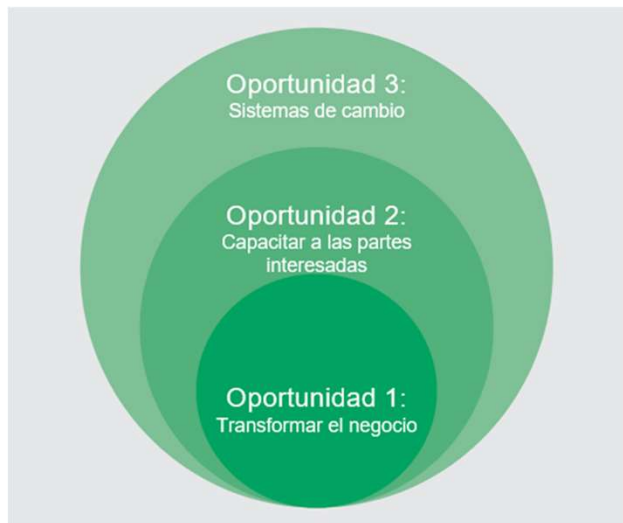 Oportunidad 3:
Sistemas de cambio
Oportunidad 2:
Capacitar a las partes
interesadas
Oportunidad 1:
Transformar el negocio